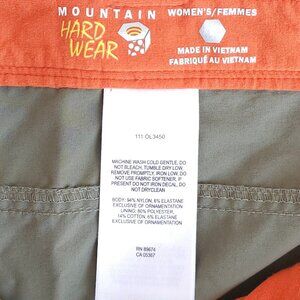 MOUNTAIN
HARD
WEAR
WOMEN'S/FEMMES
MADE IN VIETNAM
FABRIQUÉ AU VIETNAM
111 OL3450
MACHINE WASH COLD GENTLE, DO
NOT BLEACH, TUMBLE DRY LOW,
REMOVE PROMPTLY, IRON LOW, DO
NOT USE FABRIC SOFTENER, IF
PRESENT DO NOT IRON DECAL, DO
NOT DRYCLEAN
BODY: 94% NYLON, 6% ELASTANE
EXCLUSIVE OF ORNAMENTATION
LINING: 80% POLYESTER,
14% COTTON, 6% ELASTANE
EXCLUSIVE OF ORNAMENTATION
RN 89674
CA 05367